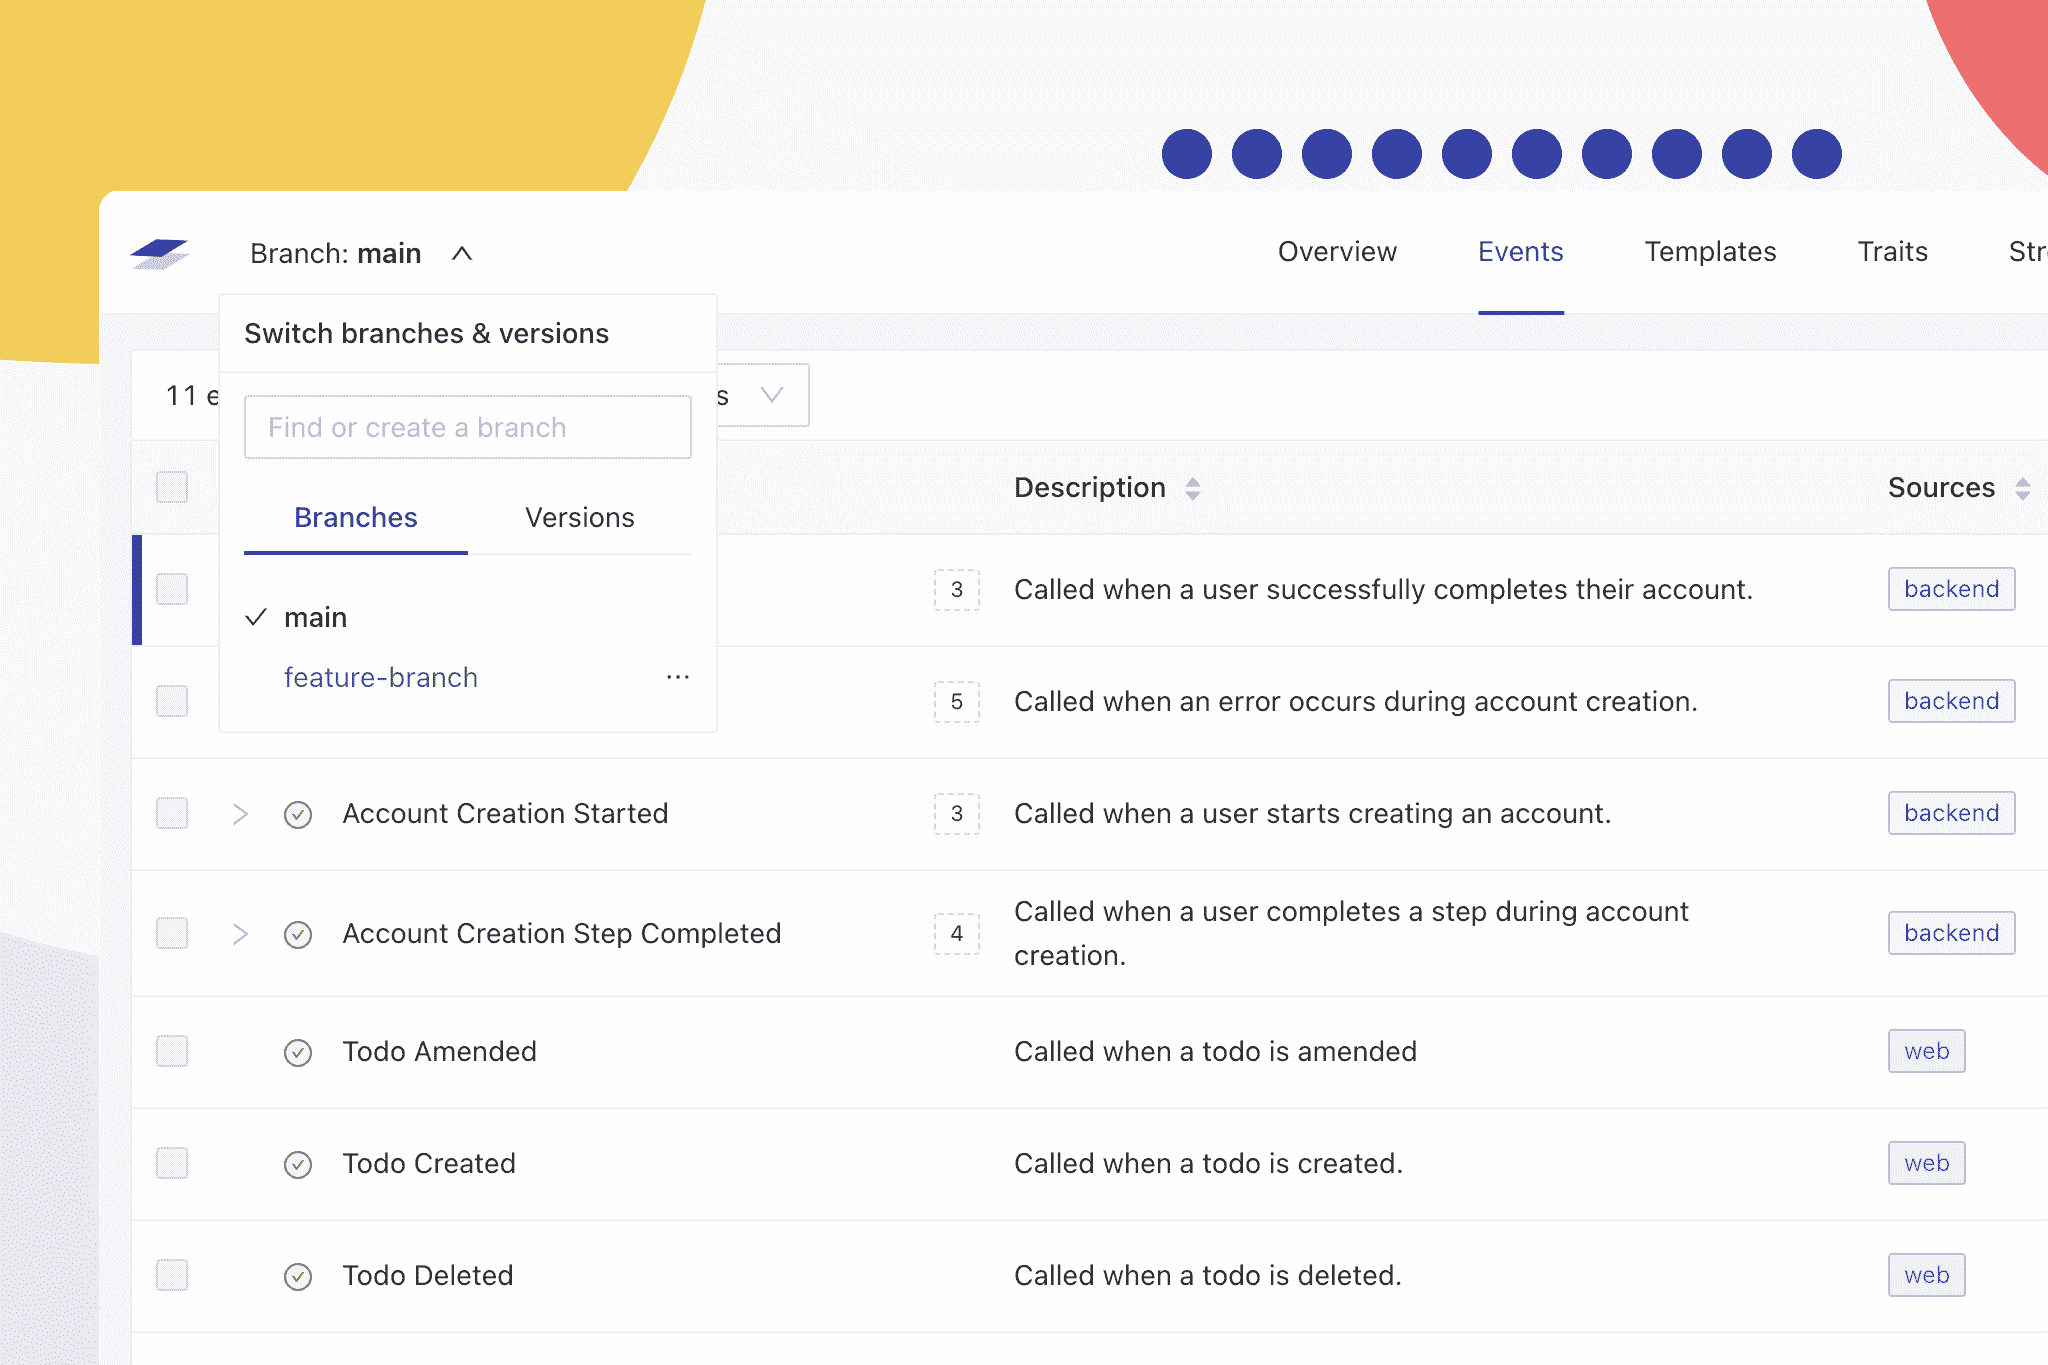 Branch: main
Overview
Events
Templates
Traits
Switch branches & versions
11
Find or create a branch
Branches
Versions
main
feature-branch
Description
Sources
3
Called when a user successfully completes their account.
backend
5
Called when an error occurs during account creation.
backend
Account Creation Started
3
Called when a user starts creating an account.
backend
Account Creation Step Completed
4
Called when a user completes a step during account
creation.
backend
Todo Amended
Called when a todo is amended
web
Todo Created
Called when a todo is created.
web
Todo Deleted
Called when a todo is deleted.
web